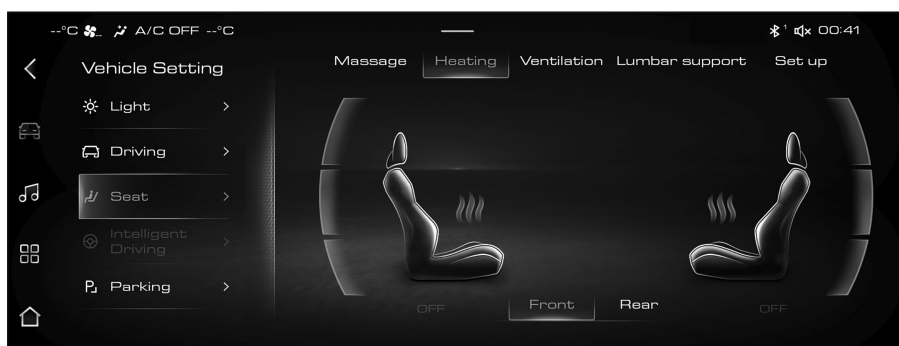 --°C A/C OFF --°C
1 00:41
Vehicle Setting
Massage Heating Ventilation Lumbar support Set up
Light
Driving
Seat
Intelligent
Driving
Parking
OFF Front Rear OFF